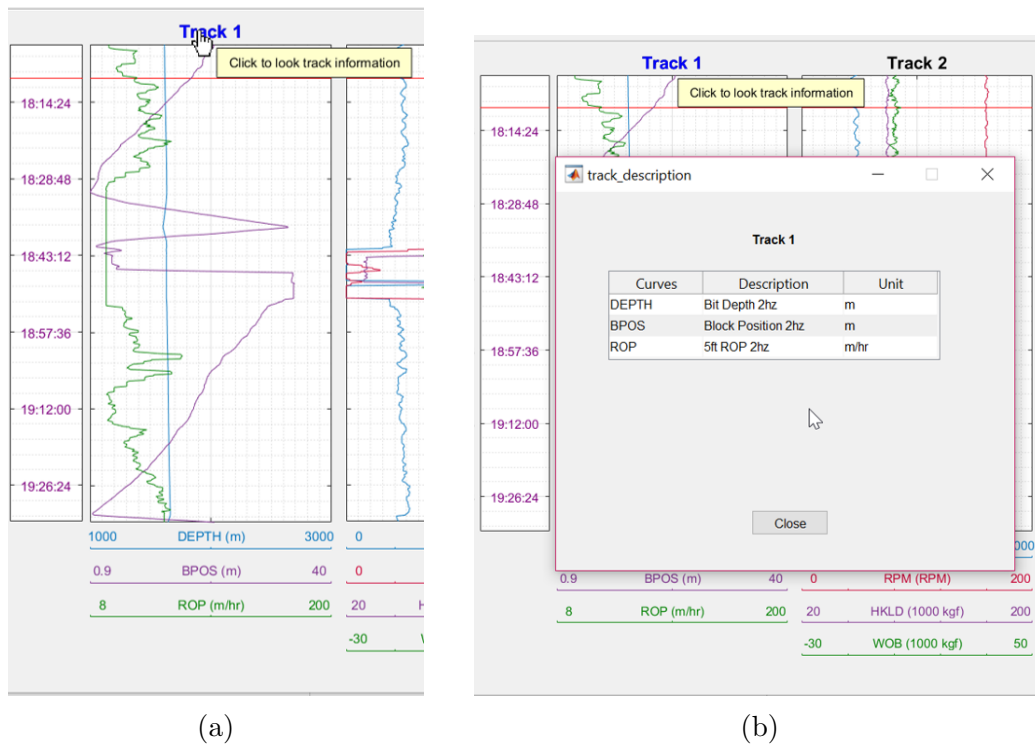 Track 1
Click to look track information
18:14:24
18:28:48
18:43:12
18:57:36
19:12:00
19:26:24
1000 DEPTH (m) 3000 0
0.9 BPOS (m) 40 0
8 ROP (m/hr) 200 20 H
-30
(a)
Track 1 Track 2
Click to look track information
18:14:24
18:28:48
18:43:12
18:57:36
19:12:00
19:26:24
track_description
Track 1
Curves Description Unit
DEPTH Bit Depth 2hz m
BPOS Block Position 2hz m
ROP 5ft ROP 2hz m/hr
Close
000
0.9 BPOS (m) 40 0 RPM (RPM) 200
8 ROP (m/hr) 200 20 HKLD (1000 kgf) 200
-30 WOB (1000 kgf) 50
(b)